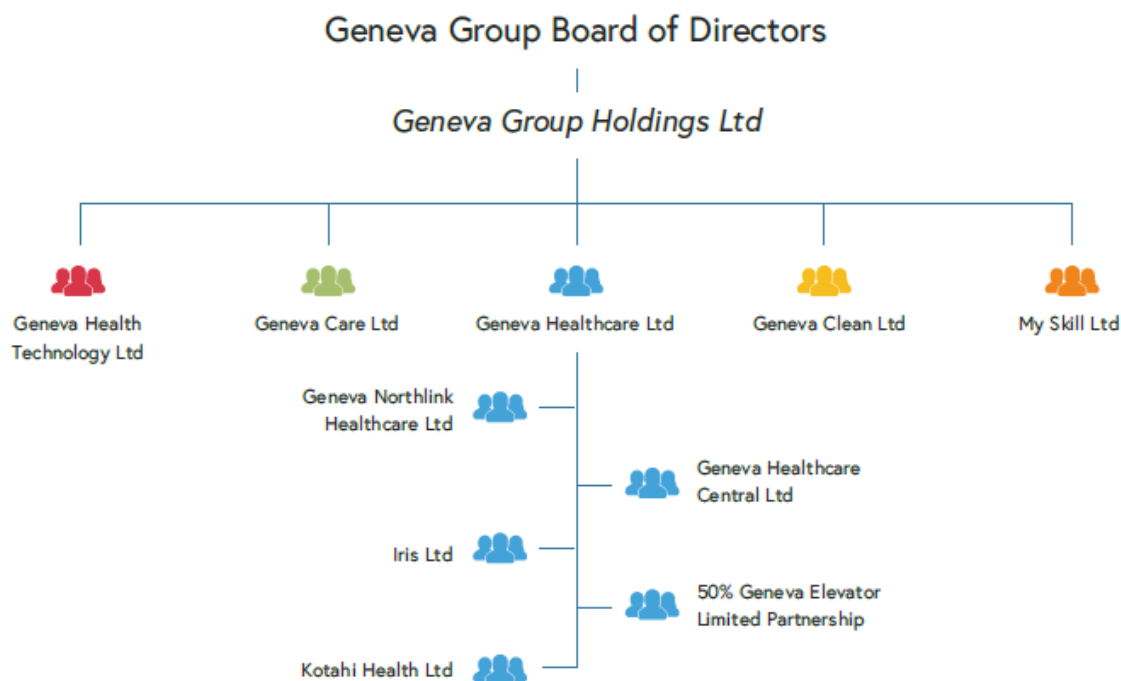 Geneva Group Board of Directors
Geneva Group Holdings Ltd
Geneva Health
Technology Ltd
Geneva Care Ltd
Geneva Healthcare Ltd
Geneva Clean Ltd
My Skill Ltd
Geneva Northlink
Healthcare Ltd
Geneva Healthcare
Central Ltd
Iris Ltd
50% Geneva Elevator
Limited Partnership
Kotahi Health Ltd